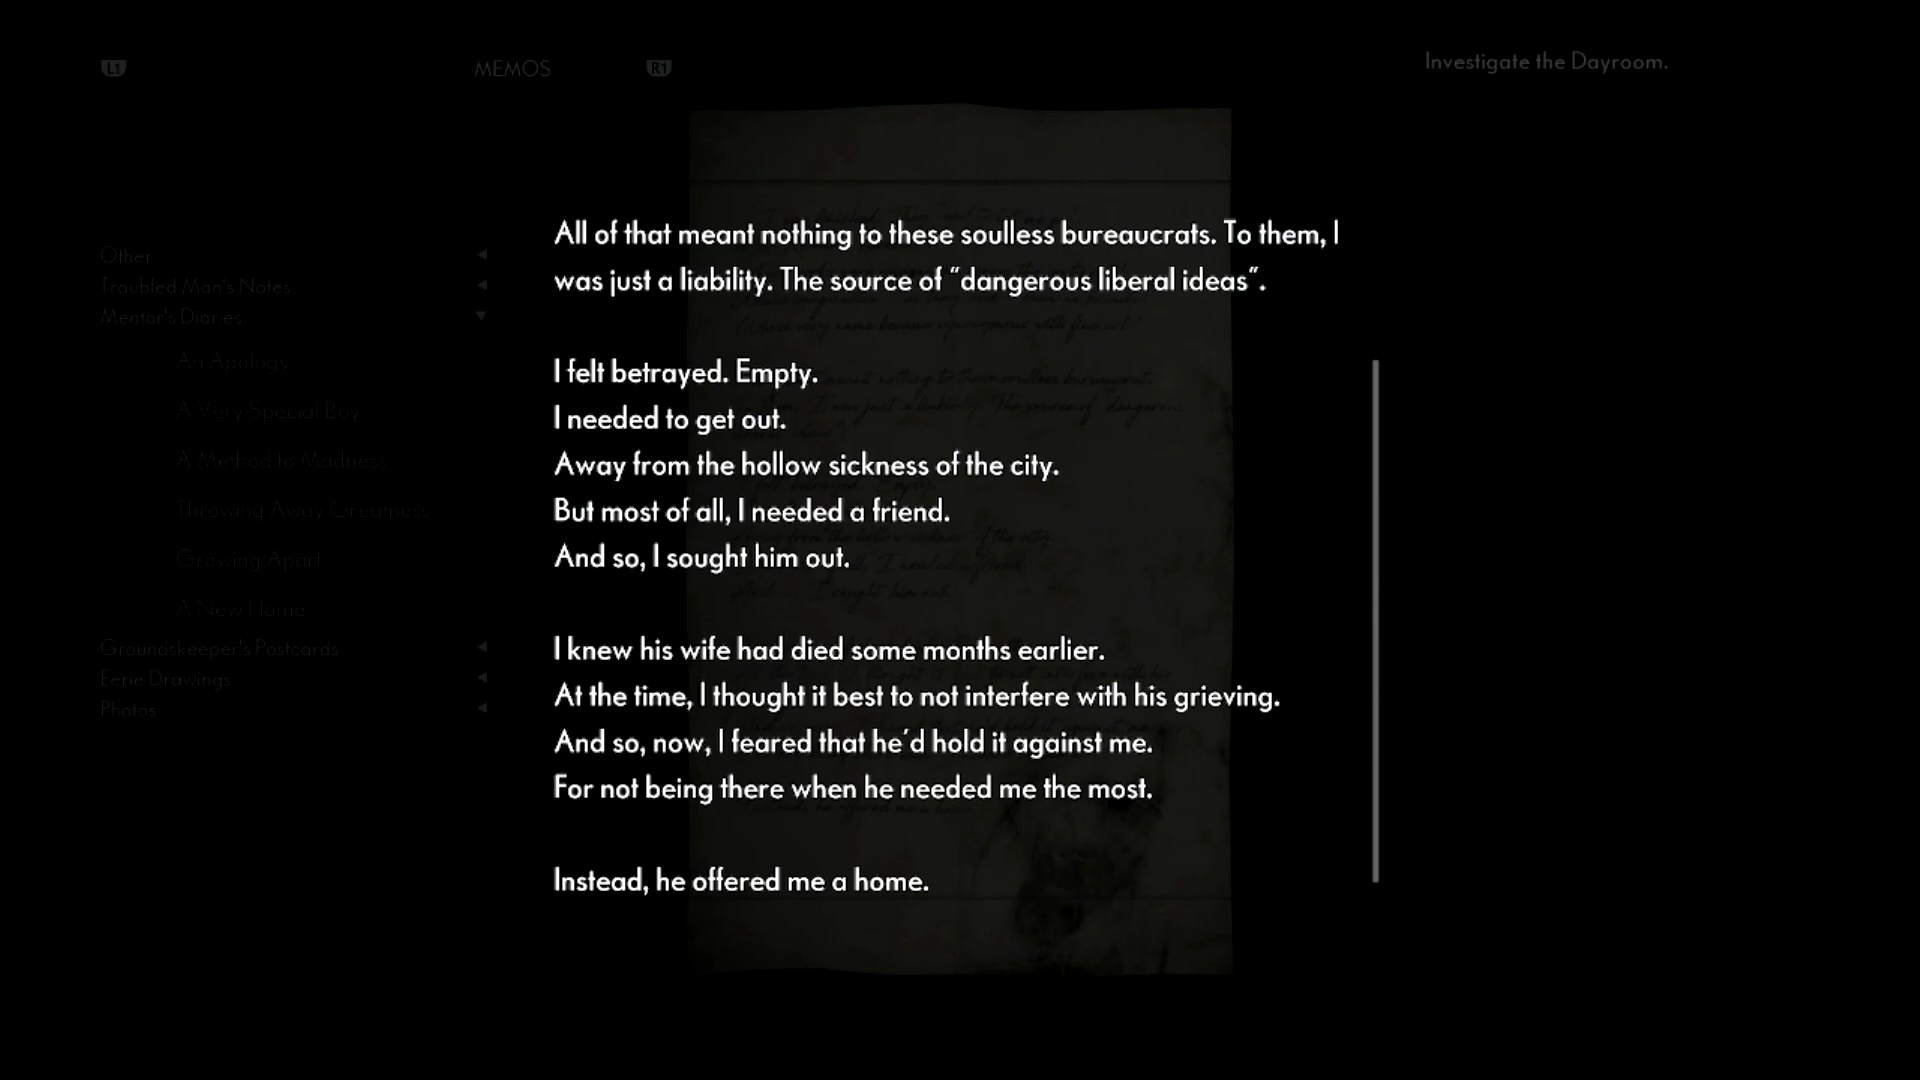 L1
MEMOS
R1
Investigate the Dayroom.
Other
Troubled Man's Notes
Mentor's Diaries
An Apology
A Very Special Boy
A Method to Madness
Throwing Away Greatness
Growing Apart
A New Home
Groundskeeper's Postcards
Eerie Drawings
Photos
All of that meant nothing to these soulless bureaucrats. To them, I
was just a liability. The source of “dangerous liberal ideas”.
I felt betrayed. Empty.
I needed to get out.
Away from the hollow sickness of the city.
But most of all, I needed a friend.
And so, I sought him out.
I knew his wife had died some months earlier.
At the time, I thought it best to not interfere with his grieving.
And so, now, I feared that he'd hold it against me.
For not being there when he needed me the most.
Instead, he offered me a home.